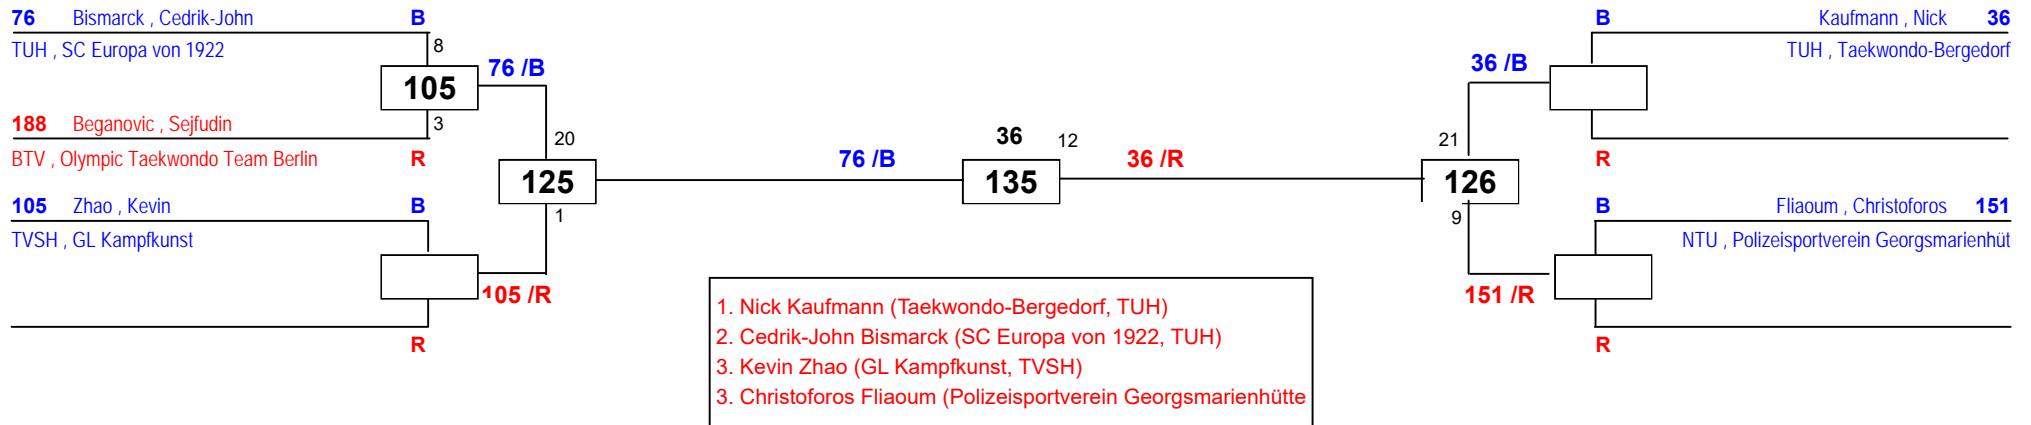 76 Bismarck , Cedrik-John B
TUH , SC Europa von 1922
8
105
76 /B
3
188 Beganovic , Sejfudin
BTV , Olympic Taekwondo Team Berlin R
20
125
1
105 Zhao , Kevin B
TVSH , GL Kampfkunst
105 /R
R
76 /B
36 12
135
36 /R
B Kaufmann , Nick 36
TUH , Taekwondo-Bergedorf
36 /B
R
21
126
9
B Fliaoum , Christoforos 151
NTU , Polizeisportverein Georgsmarienhüt
151 /R
R
1. Nick Kaufmann (Taekwondo-Bergedorf, TUH)
2. Cedrik-John Bismarck (SC Europa von 1922, TUH)
3. Kevin Zhao (GL Kampfkunst, TVSH)
3. Christoforos Fliaoum (Polizeisportverein Georgsmarienhütte